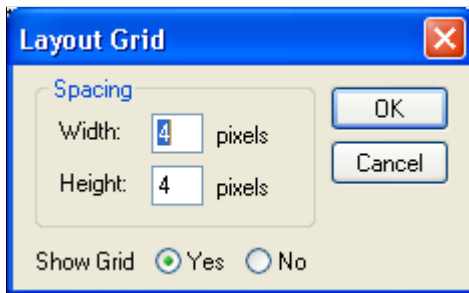 Layout Grid
Spacing
Width: 4 pixels
OK
Height: 4 pixels
Cancel
Show Grid Yes No